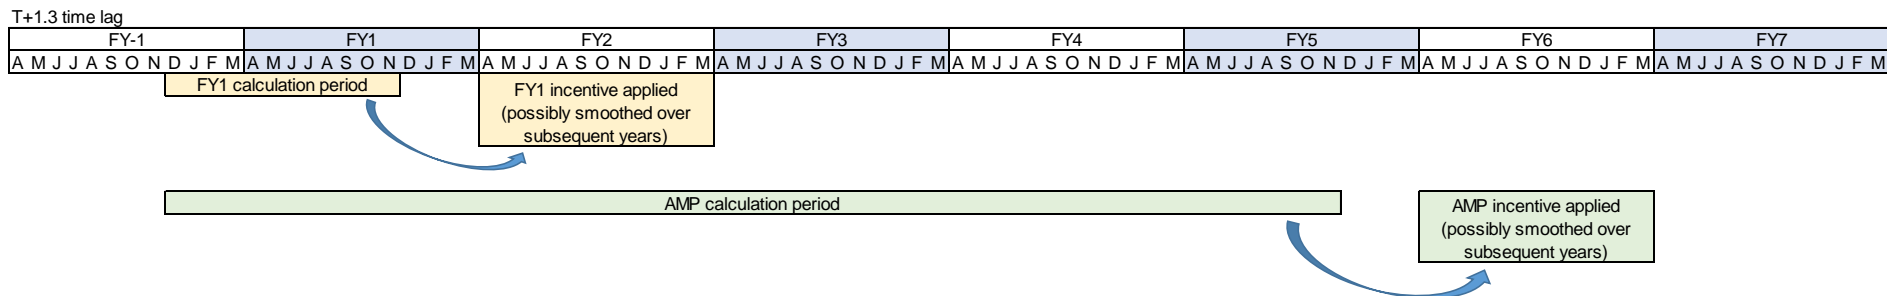 T+1.3 time lag
FY-1 FY1 FY2 FY3 FY4 FY5 FY6 FY7
A M J J A S O N D J F M A M J J A S O N D J F M A M J J A S O N D J F M A M J J A S O N D J F M A M J J A S O N D J F M A M J J A S O N D J F M A M J J A S O N D J F M A M J J A S O N D J F M
FY1 calculation period
FY1 incentive applied
(possibly smoothed over
subsequent years)
AMP calculation period
AMP incentive applied
(possibly smoothed over
subsequent years)